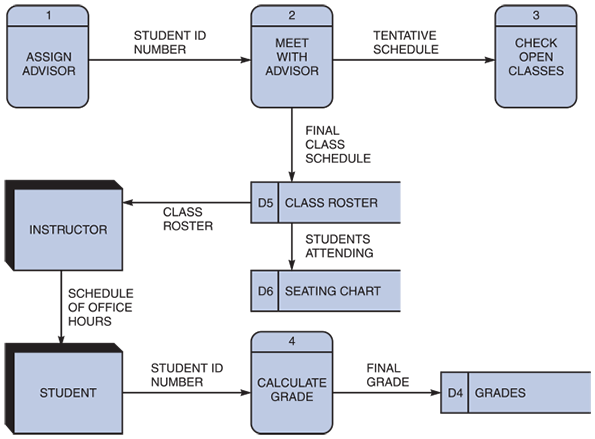 1
ASSIGN
ADVISOR
STUDENT ID
NUMBER
2
MEET
WITH
ADVISOR
TENTATIVE
SCHEDULE
3
CHECK
OPEN
CLASSES
FINAL
CLASS
SCHEDULE
INSTRUCTOR
CLASS
ROSTER
D5
CLASS ROSTER
STUDENTS
ATTENDING
D6
SEATING CHART
SCHEDULE
OF OFFICE
HOURS
STUDENT
STUDENT ID
NUMBER
4
CALCULATE
GRADE
FINAL
GRADE
D4
GRADES